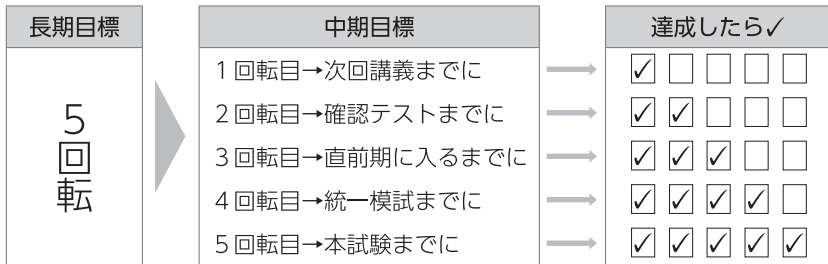 長期目標
中期目標
達成したら✓
5回転
1回転目→次回講義までに
✓□□□□
2回転目→確認テストまでに
✓✓□□□
3回転目→直前期に入るまでに
✓✓✓□□
4回転目→統一模試までに
✓✓✓✓□
5回転目→本試験までに
✓✓✓✓✓